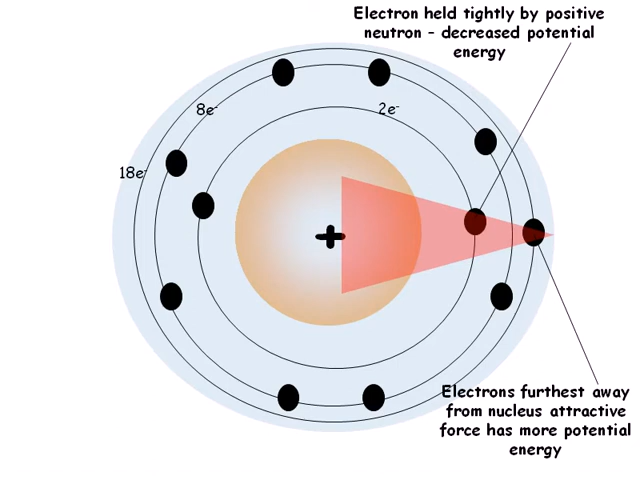 Electron held tightly by positive
neutron - decreased potential
energy
8e-
2e-
18e-
+
Electrons furthest away
from nucleus attractive
force has more potential
energy